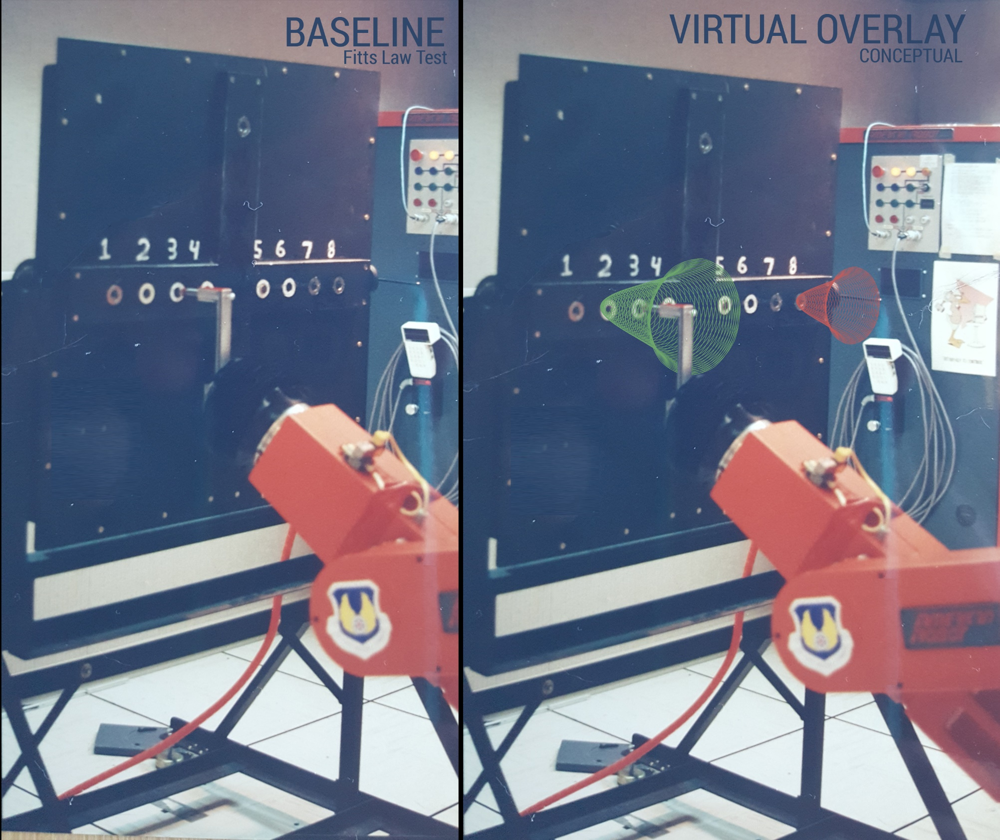 BASELINE
Fitts Law Test
1 2 3 4 5 6 7 8
VIRTUAL OVERLAY
CONCEPTUAL
1 2 3 4 5 6 7 8